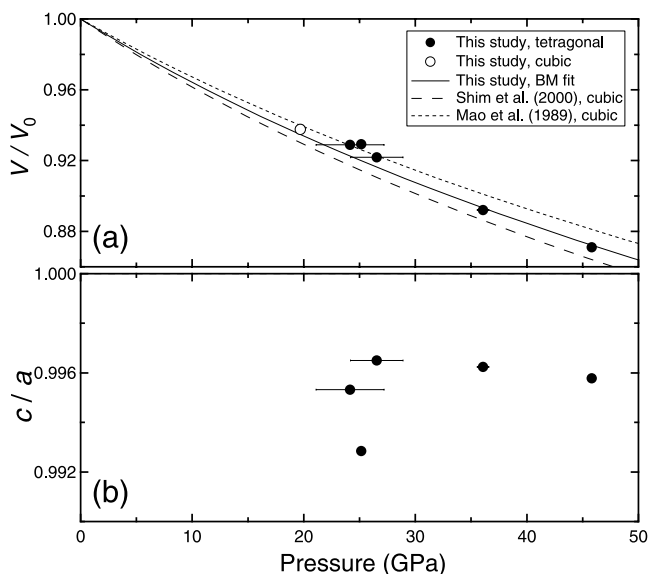 1.00
0.96
0.92
0.88
V / V0
This study, tetragonal
This study, cubic
This study, BM fit
Shim et al. (2000), cubic
Mao et al. (1989), cubic
(a)
1.000
0.996
0.992
c / a
(b)
0 10 20 30 40 50
Pressure (GPa)